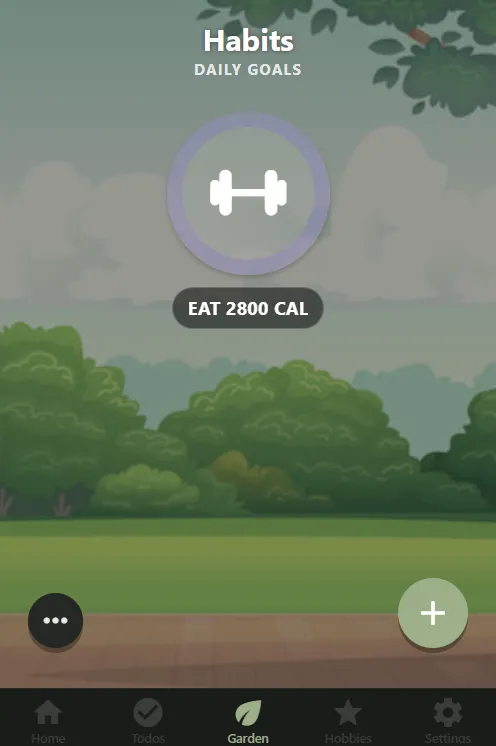 Habits
DAILY GOALS
EAT 2800 CAL
Home
Todos
Garden
Hobbies
Settings